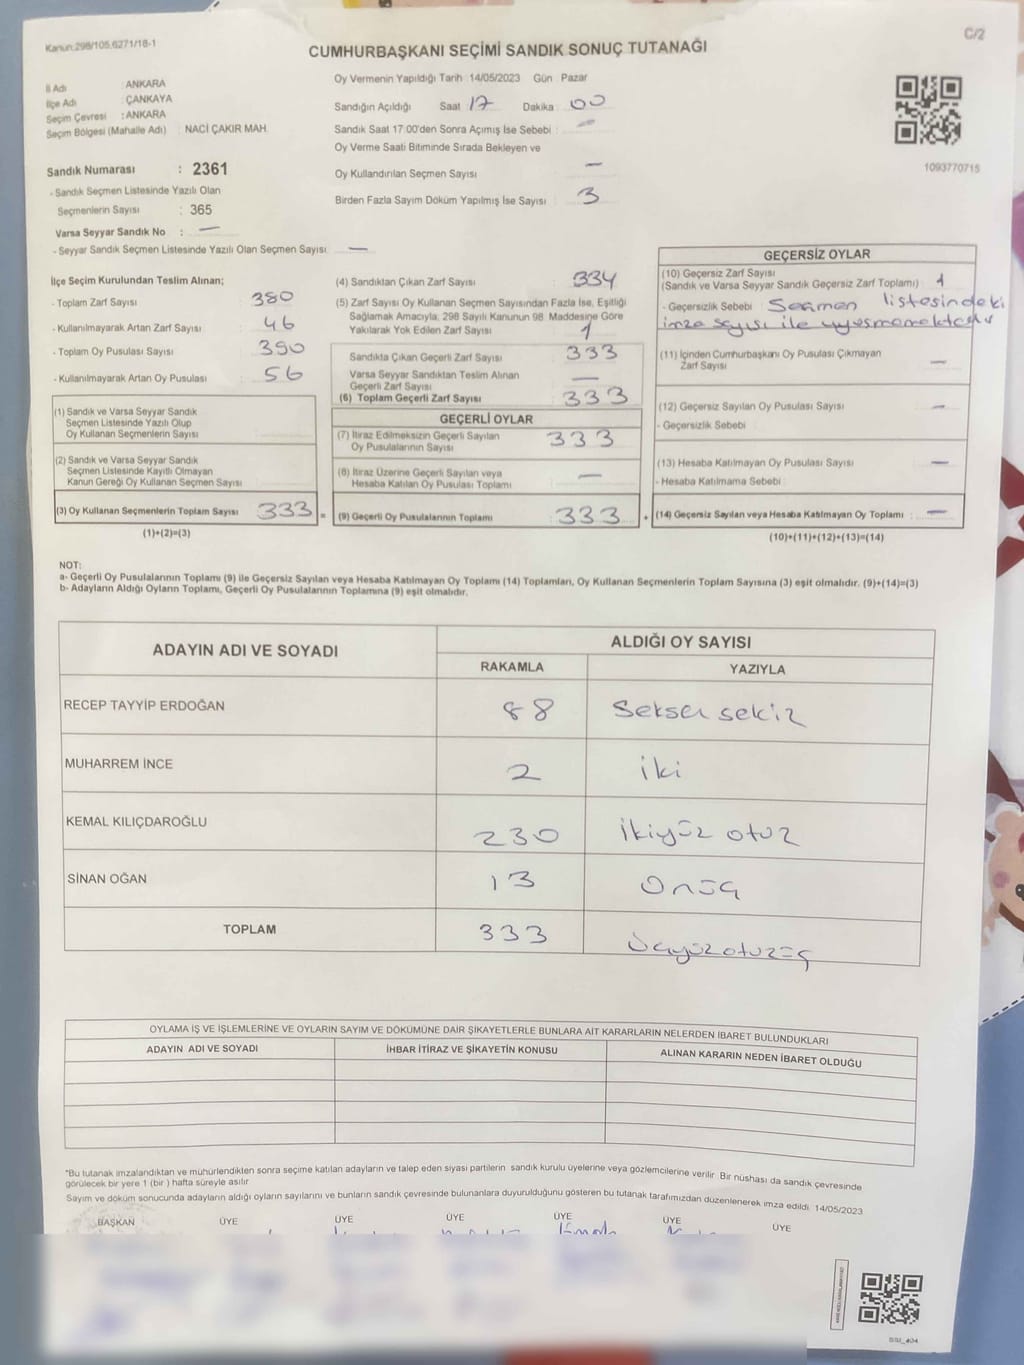 Kanun:298/105,6271/18-1
C/2
CUMHURBAŞKANI SEÇİMİ SANDIK SONUÇ TUTANAĞI
İl Adı : ANKARA
İlçe Adı : ÇANKAYA
Seçim Çevresi : ANKARA
Seçim Bölgesi (Mahalle Adı) : NACİ ÇAKIR MAH.
Oy Vermenin Yapıldığı Tarih :14/05/2023 Gün : Pazar
Sandığın Açıldığı Saat : 17 Dakika : 00
Sandık Saat 17:00'den Sonra Açımış İse Sebebi : —
Oy Verme Saati Bitiminde Sırada Bekleyen ve
Oy Kullandırılan Seçmen Sayısı : —
Birden Fazla Sayım Döküm Yapılmış İse Sayısı : 3
1093770715
Sandık Numarası : 2361
- Sandık Seçmen Listesinde Yazılı Olan
Seçmenlerin Sayısı : 365
Varsa Seyyar Sandık No : —
- Seyyar Sandık Seçmen Listesinde Yazılı Olan Seçmen Sayısı : —
İlçe Seçim Kurulundan Teslim Alınan;
- Toplam Zarf Sayısı : 380
- Kullanılmayarak Artan Zarf Sayısı : 46
- Toplam Oy Pusulası Sayısı : 390
- Kullanılmayarak Artan Oy Pusulası : 56
(1) Sandık ve Varsa Seyyar Sandık
Seçmen Listesinde Yazılı Olup
Oy Kullanan Seçmenlerin Sayısı
(2) Sandık ve Varsa Seyyar Sandık
Seçmen Listesinde Kayıtlı Olmayan
Kanun Gereği Oy Kullanan Seçmen Sayısı
(3) Oy Kullanan Seçmenlerin Toplam Sayısı : 333 =
(1)+(2)=(3)
(4) Sandıktan Çıkan Zarf Sayısı : 334
(5) Zarf Sayısı Oy Kullanan Seçmen Sayısından Fazla İse, Eşitliği
Sağlamak Amacıyla, 298 Sayılı Kanunun 98. Maddesine Göre
Yakılarak Yok Edilen Zarf Sayısı : 1
Sandıkta Çıkan Geçerli Zarf Sayısı : 333
Varsa Seyyar Sandıktan Teslim Alınan
Geçerli Zarf Sayısı : —
(6) Toplam Geçerli Zarf Sayısı : 333
GEÇERLİ OYLAR
(7) İtiraz Edilmeksizin Geçerli Sayılan
Oy Pusulalarının Sayısı : 333
(8) İtiraz Üzerine Geçerli Sayılan veya
Hesaba Katılan Oy Pusulası Toplamı : —
(9) Geçerli Oy Pusulalarının Toplamı : 333 +
GEÇERSİZ OYLAR
(10) Geçersiz Zarf Sayısı
(Sandık ve Varsa Seyyar Sandık Geçersiz Zarf Toplamı) : 1
- Geçersizlik Sebebi : Seçmen listesindeki
imza sayısı ile uyuşmamaktadır
(11) İçinden Cumhurbaşkanı Oy Pusulası Çıkmayan
Zarf Sayısı : —
(12) Geçersiz Sayılan Oy Pusulası Sayısı : —
- Geçersizlik Sebebi :
(13) Hesaba Katılmayan Oy Pusulası Sayısı : —
- Hesaba Katılmama Sebebi :
(14) Geçersiz Sayılan veya Hesaba Katılmayan Oy Toplamı : —
(10)+(11)+(12)+(13)=(14)
NOT:
a- Geçerli Oy Pusulalarının Toplamı (9) ile Geçersiz Sayılan veya Hesaba Katılmayan Oy Toplamı (14) Toplamları, Oy Kullanan Seçmenlerin Toplam Sayısına (3) eşit olmalıdır. (9)+(14)=(3)
b- Adayların Aldığı Oyların Toplamı, Geçerli Oy Pusulalarının Toplamına (9) eşit olmalıdır.
ADAYIN ADI VE SOYADI
ALDIĞI OY SAYISI
RAKAMLA YAZIYLA
RECEP TAYYİP ERDOĞAN 88 Seksen sekiz
MUHARREM İNCE 2 iki
KEMAL KILIÇDAROĞLU 230 ikiyüz otuz
SİNAN OĞAN 13 Onüç
TOPLAM 333 Üçyüzotuzüç
OYLAMA İŞ VE İŞLEMLERİNE VE OYLARIN SAYIM VE DÖKÜMÜNE DAİR ŞİKAYETLERLE BUNLARA AİT KARARLARIN NELERDEN İBARET BULUNDUKLARI
ADAYIN ADI VE SOYADI İHBAR İTİRAZ VE ŞİKAYETİN KONUSU ALINAN KARARIN NEDEN İBARET OLDUĞU
*Bu tutanak imzalandıktan ve mühürlendikten sonra seçime katılan adayların ve talep eden siyasi partilerin sandık kurulu üyelerine veya gözlemcilerine verilir. Bir nüshası da sandık çevresinde
görülecek bir yere 1 (bir) hafta süreyle asılır.
Sayım ve döküm sonucunda adayların aldığı oyların sayılarını ve bunların sandık çevresinde bulunanlara duyurulduğunu gösteren bu tutanak tarafımızdan düzenlenerek imza edildi. 14/05/2023
BAŞKAN ÜYE ÜYE ÜYE ÜYE ÜYE ÜYE